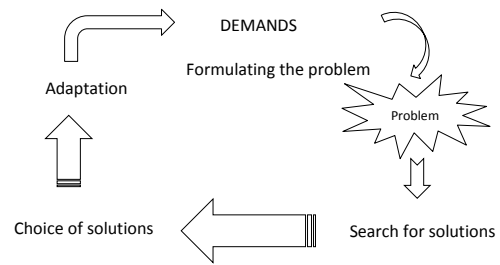 DEMANDS
Formulating the problem
Problem
Search for solutions
Choice of solutions
Adaptation